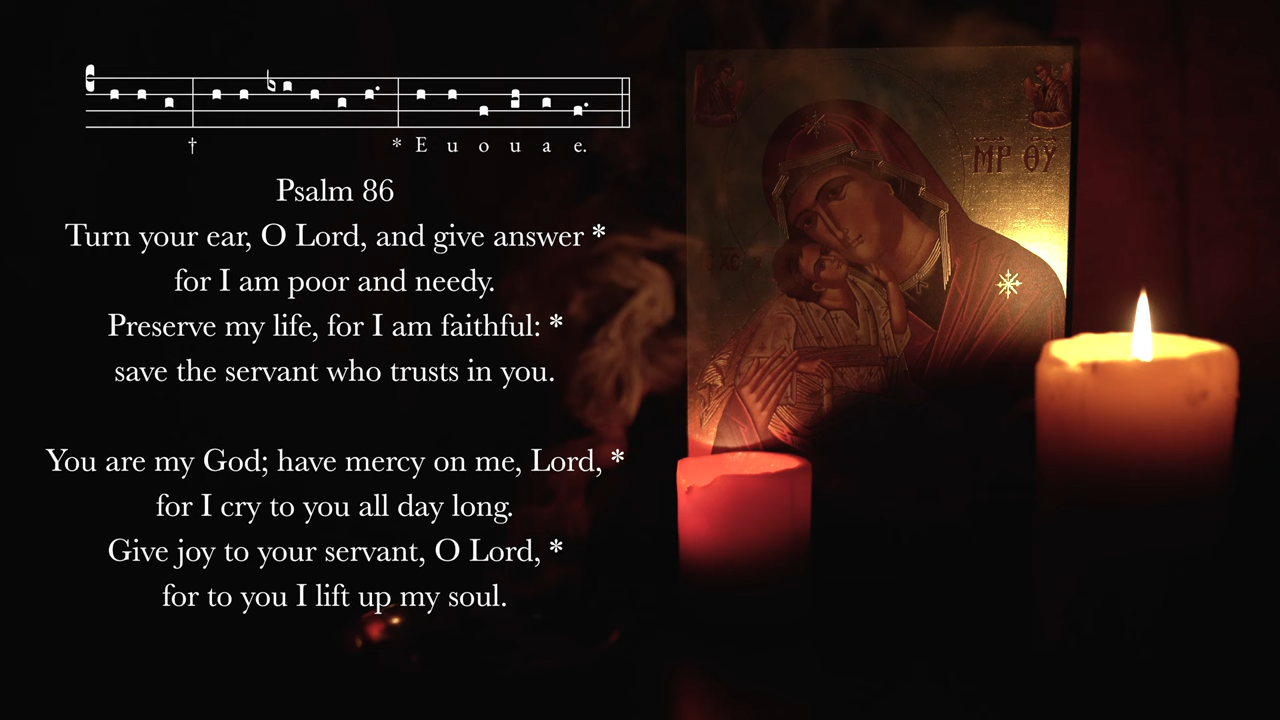 † * E u o u a e.
Psalm 86
Turn your ear, O Lord, and give answer *
for I am poor and needy.
Preserve my life, for I am faithful: *
save the servant who trusts in you.
You are my God; have mercy on me, Lord, *
for I cry to you all day long.
Give joy to your servant, O Lord, *
for to you I lift up my soul.
ΜΡ ΘΥ